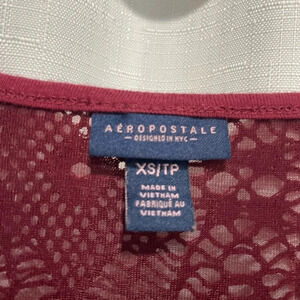 AÉROPOSTALE
— DESIGNED IN NYC —
XS/TP
MADE IN
VIETNAM
FABRIQUÉ AU
VIETNAM